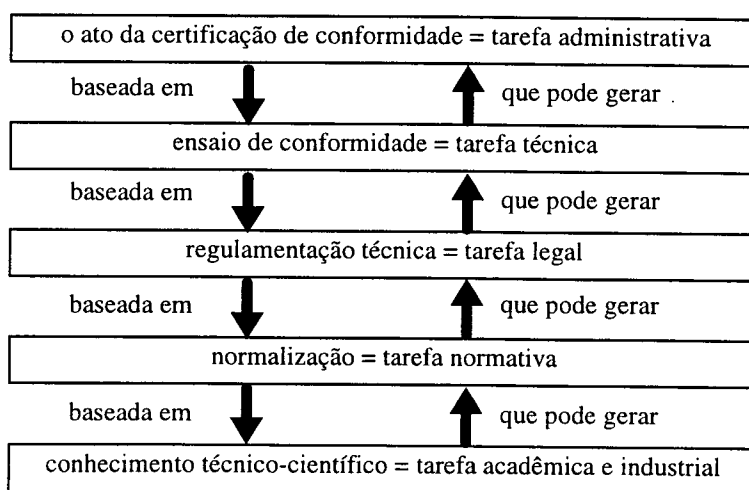 o ato da certificação de conformidade = tarefa administrativa
baseada em que pode gerar .
ensaio de conformidade = tarefa técnica
baseada em que pode gerar
regulamentação técnica = tarefa legal
baseada em que pode gerar
normalização = tarefa normativa
baseada em que pode gerar
conhecimento técnico-científico = tarefa acadêmica e industrial